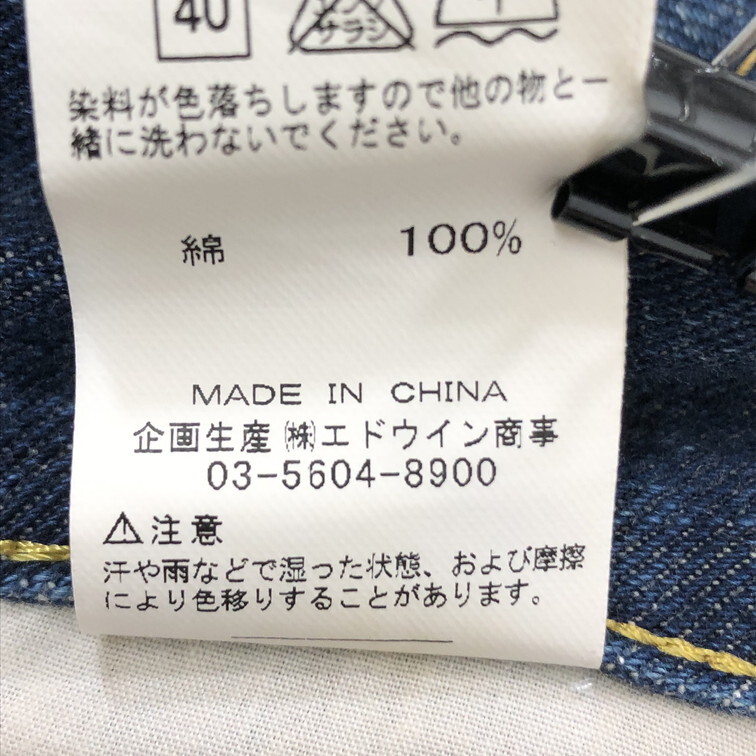 40
サラシ
染料が色落ちしますので他の物と一
緒に洗わないでください。
綿 100%
MADE IN CHINA
企画生産 ㈱エドウイン商事
03-5604-8900
⚠注意
汗や雨などで湿った状態、および摩擦
により色移りすることがあります。